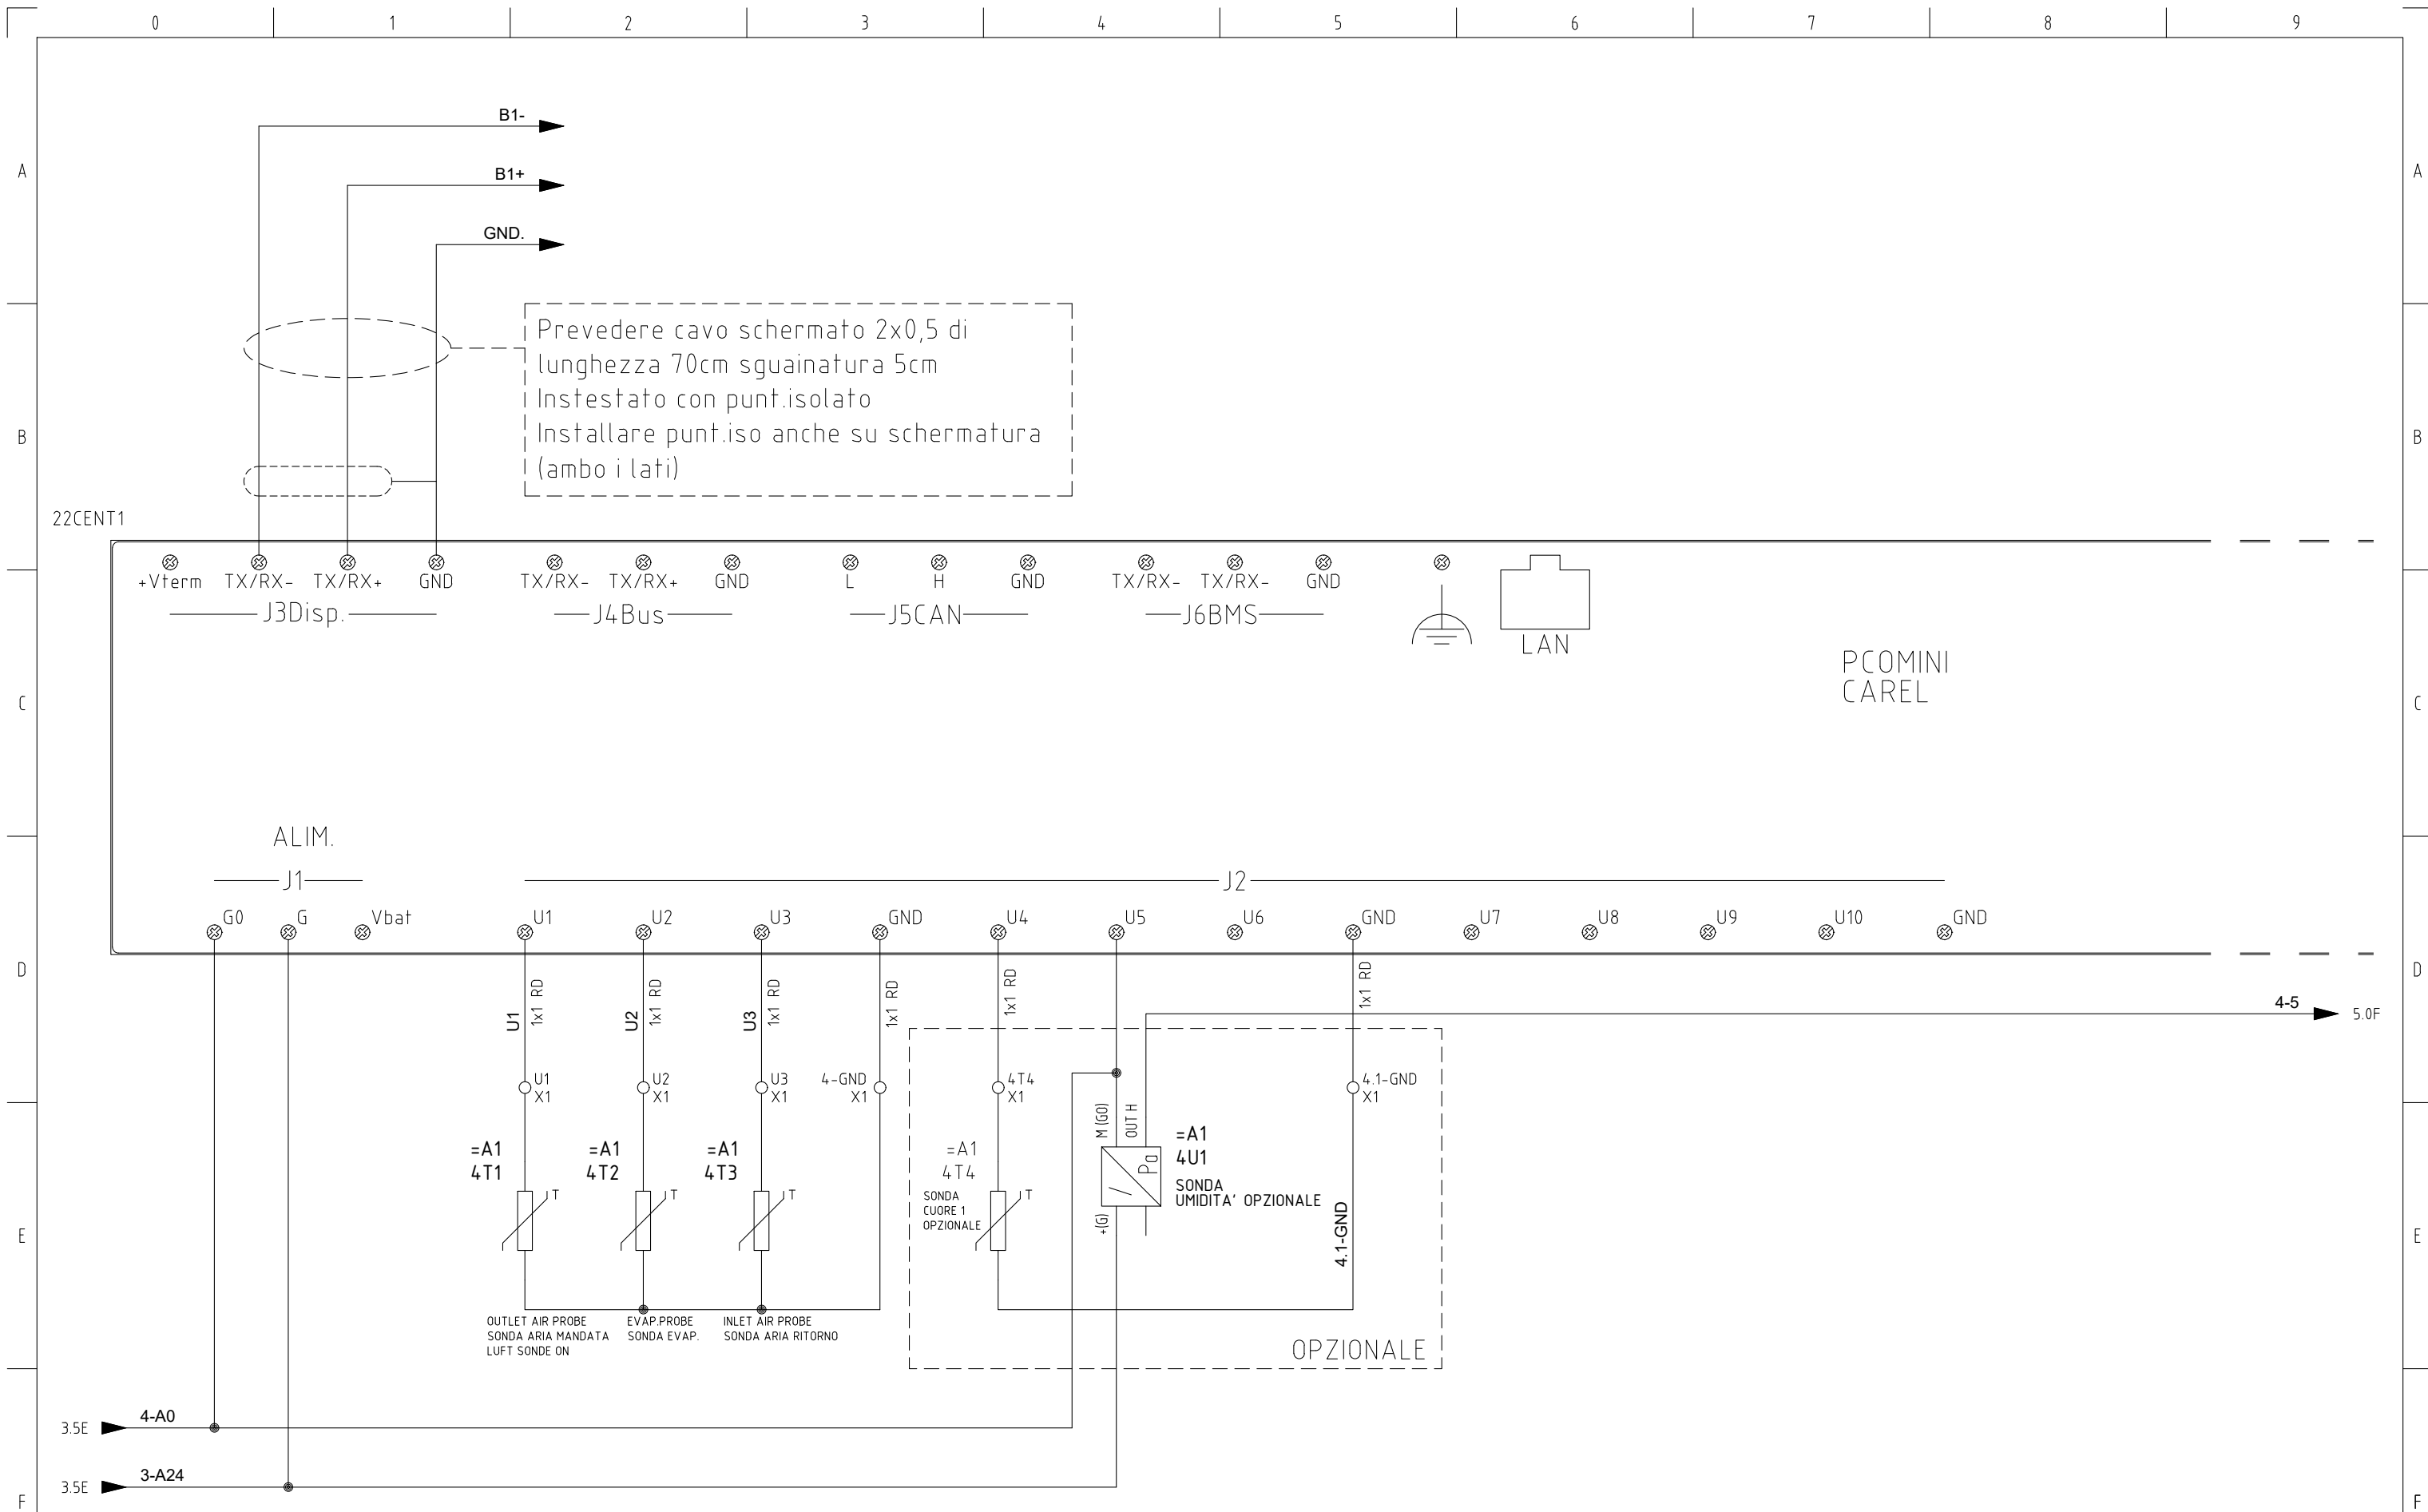 0 1 2 3 4 5 6 7 8 9
B1-
A A
B1+
GND.
Prevedere cavo schermato 2x0,5 di
lunghezza 70cm sguainatura 5cm
Instestato con punt.isolato
Installare punt.iso anche su schermatura
(ambo i lati)
B B
22CENT1
+Vterm TX/RX- TX/RX+ GND TX/RX- TX/RX+ GND L H GND TX/RX- TX/RX- GND
J3Disp. J4Bus J5CAN J6BMS
LAN
PCOMINI
CAREL
C C
ALIM.
J1 J2
G0 G Vbat U1 U2 U3 GND U4 U5 U6 GND U7 U8 U9 U10 GND
D D
U1 1x1 RD U2 1x1 RD U3 1x1 RD 1x1 RD 1x1 RD 1x1 RD
4-5 5.0F
U1 U2 U3 4-GND 4T4 4.1-GND
X1 X1 X1 X1 X1 X1
M (G0) OUT H
=A1 =A1 =A1 =A1 =A1
4T1 4T2 4T3 4T4 4U1
Pa
SONDA
UMIDITA' OPZIONALE
SONDA
CUORE 1
OPZIONALE
T T T T
+(G)
4.1-GND
E E
OUTLET AIR PROBE EVAP.PROBE INLET AIR PROBE
SONDA ARIA MANDATA SONDA EVAP. SONDA ARIA RITORNO
LUFT SONDE ON
OPZIONALE
3.5E 4-A0
3.5E 3-A24
F F